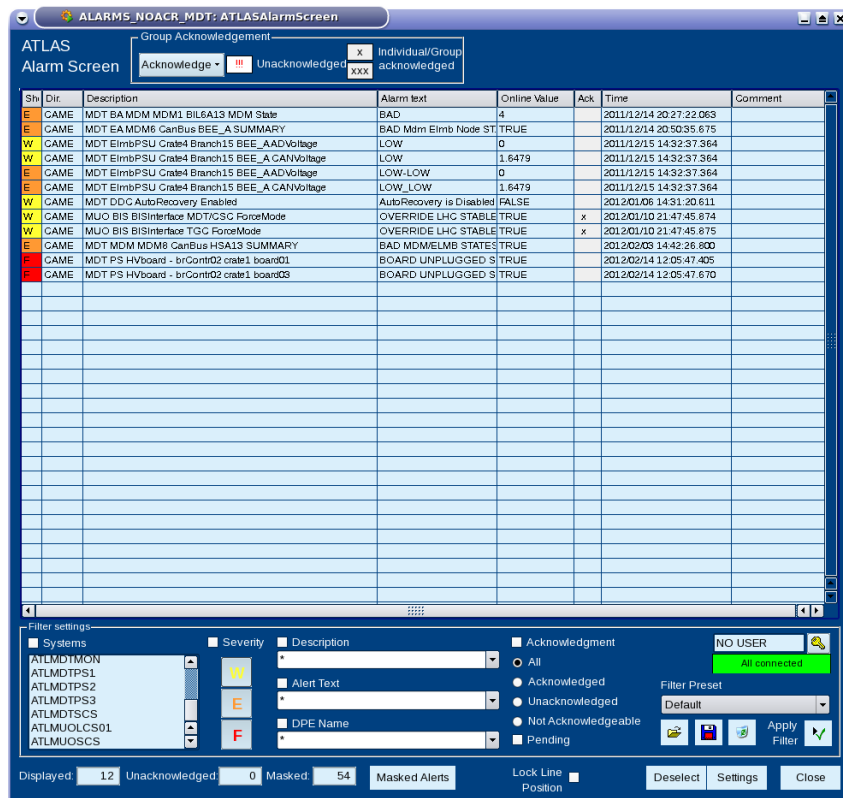 ALARMS_NOACR_MDT: ATLASAlarmScreen
ATLAS
Alarm Screen
Group Acknowledgement
Acknowledge
!!!
Unacknowledged
x
xxx
Individual/Group
acknowledged
Sh Dir. Description Alarm text Online Value Ack Time Comment
E CAME MDT BA MDM MDM1 BIL6A13 MDM State BAD 4 2011/12/14 20:27:22.063
E CAME MDT EA MDM6 CanBus BEE_A SUMMARY BAD Mdm Elmb Node ST TRUE 2011/12/14 20:50:35.675
W CAME MDT ElmbPSU Crate4 Branch15 BEE_AADVoltage LOW 0 2011/12/15 14:32:37.364
W CAME MDT ElmbPSU Crate4 Branch15 BEE_A CANVoltage LOW 1.6479 2011/12/15 14:32:37.364
E CAME MDT ElmbPSU Crate4 Branch15 BEE_AADVoltage LOW-LOW 0 2011/12/15 14:32:37.364
E CAME MDT ElmbPSU Crate4 Branch15 BEE_A CANVoltage LOW_LOW 1.6479 2011/12/15 14:32:37.364
W CAME MDT DDC AutoRecovery Enabled AutoRecovery is Disabled FALSE 2012/01/06 14:31:20.611
W CAME MUO BIS BISInterface MDT/CSC ForceMode OVERRIDE LHC STABLE TRUE x 2012/01/10 21:47:45.874
W CAME MUO BIS BISInterface TGC ForceMode OVERRIDE LHC STABLE TRUE x 2012/01/10 21:47:45.875
E CAME MDT MDM MDM8 CanBus HSA13 SUMMARY BAD MDM/ELMB STATES TRUE 2012/02/03 14:42:26.800
F CAME MDT PS HVboard - brContr02 crate1 board01 BOARD UNPLUGGED S TRUE 2012/02/14 12:05:47.405
F CAME MDT PS HVboard - brContr02 crate1 board03 BOARD UNPLUGGED S TRUE 2012/02/14 12:05:47.670
Filter settings
Systems
ATLMDTMON
ATLMDTPS1
ATLMDTPS2
ATLMDTPS3
ATLMDTSCS
ATLMUOLCS01
ATLMUOSCS
Severity
W
E
F
Description
*
Alert Text
*
DPE Name
*
Acknowledgment
All
Acknowledged
Unacknowledged
Not Acknowledgeable
Pending
NO USER
All connected
Filter Preset
Default
Apply
Filter
Displayed: 12 Unacknowledged: 0 Masked: 54 Masked Alerts
Lock Line
Position
Deselect Settings Close